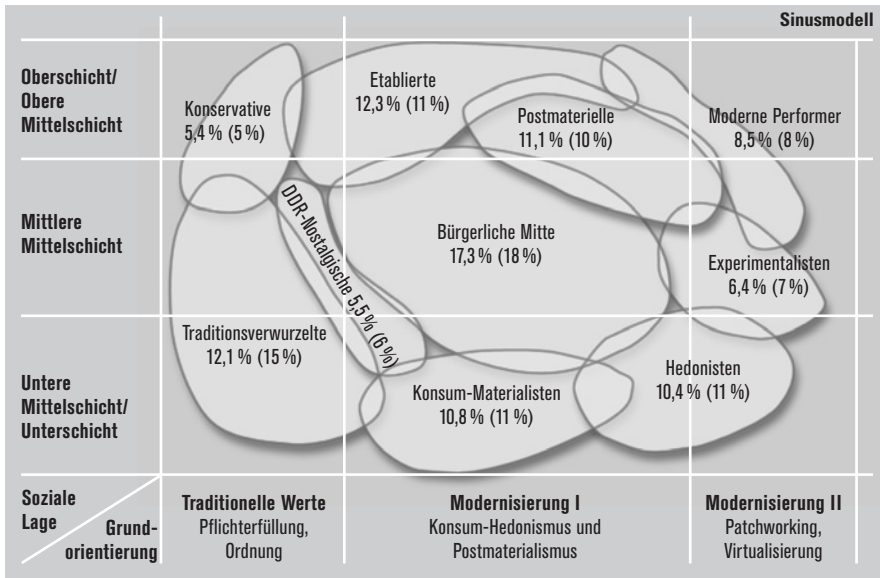 Sinusmodell
Oberschicht/
Obere
Mittelschicht
Konservative
5,4 % (5 %)
Etablierte
12,3 % (11 %)
Postmaterielle
11,1 % (10 %)
Moderne Performer
8,5 % (8 %)
Mittlere
Mittelschicht
DDR-Nostalgische 5,5 % (6 %)
Bürgerliche Mitte
17,3 % (18 %)
Experimentalisten
6,4 % (7 %)
Untere
Mittelschicht/
Unterschicht
Traditionsverwurzelte
12,1 % (15 %)
Konsum-Materialisten
10,8 % (11 %)
Hedonisten
10,4 % (11 %)
Soziale
Lage
Grund-
orientierung
Traditionelle Werte
Pflichterfüllung,
Ordnung
Modernisierung I
Konsum-Hedonismus und
Postmaterialismus
Modernisierung II
Patchworking,
Virtualisierung